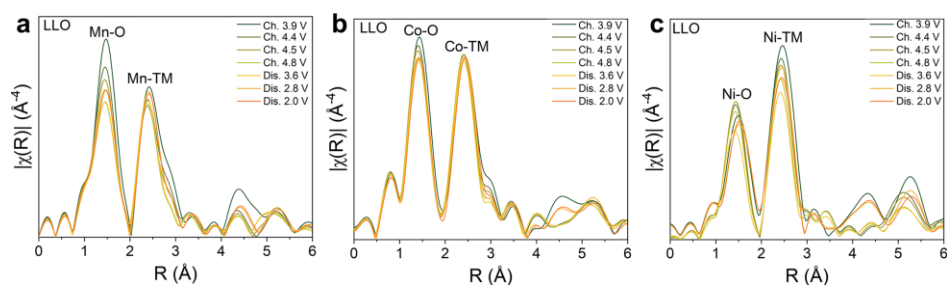 a
LLO
Mn-O
Mn-TM
Ch. 3.9 V
Ch. 4.4 V
Ch. 4.5 V
Ch. 4.8 V
Dis. 3.6 V
Dis. 2.8 V
Dis. 2.0 V
|χ(R)| (Å⁻⁴)
0 1 2 3 4 5 6
R (Å)
b
LLO
Co-O
Co-TM
Ch. 3.9 V
Ch. 4.4 V
Ch. 4.5 V
Ch. 4.8 V
Dis. 3.6 V
Dis. 2.8 V
Dis. 2.0 V
|χ(R)| (Å⁻⁴)
0 1 2 3 4 5 6
R (Å)
c
LLO
Ni-O
Ni-TM
Ch. 3.9 V
Ch. 4.4 V
Ch. 4.5 V
Ch. 4.8 V
Dis. 3.6 V
Dis. 2.8 V
Dis. 2.0 V
|χ(R)| (Å⁻⁴)
0 1 2 3 4 5 6
R (Å)